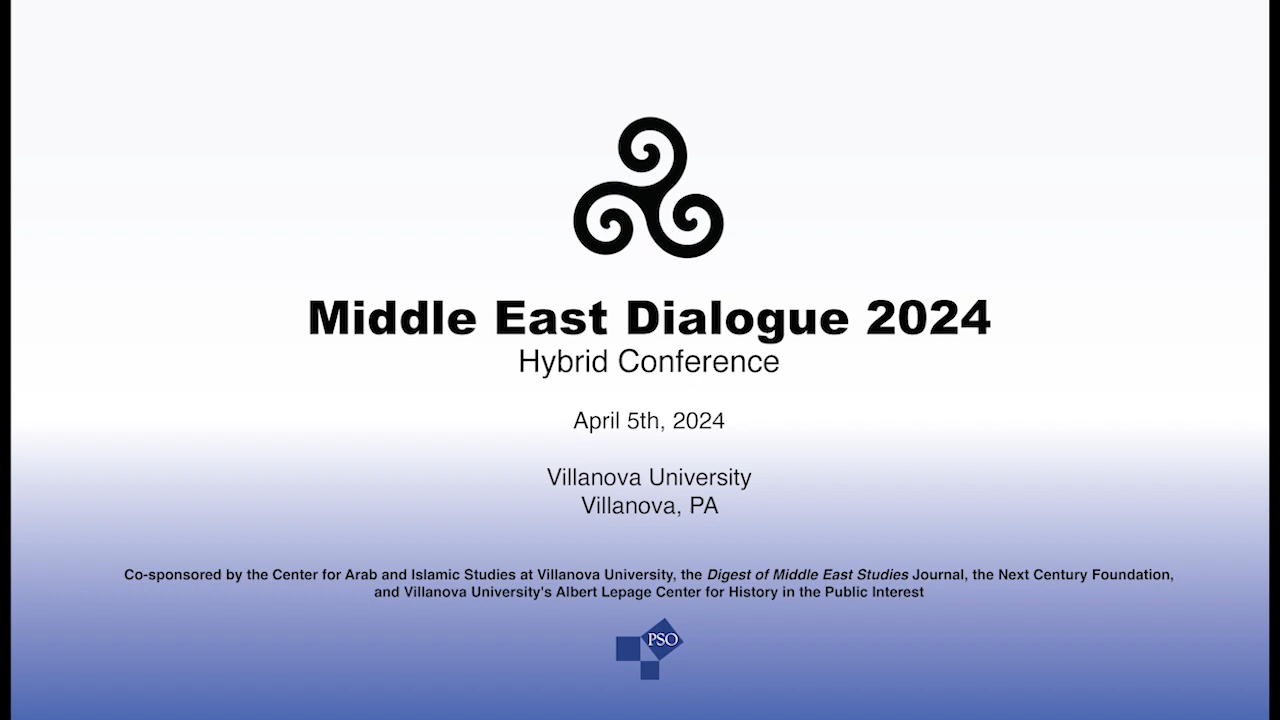 Middle East Dialogue 2024
Hybrid Conference
April 5th, 2024
Villanova University
Villanova, PA
Co-sponsored by the Center for Arab and Islamic Studies at Villanova University, the Digest of Middle East Studies Journal, the Next Century Foundation,
and Villanova University's Albert Lepage Center for History in the Public Interest
PSO